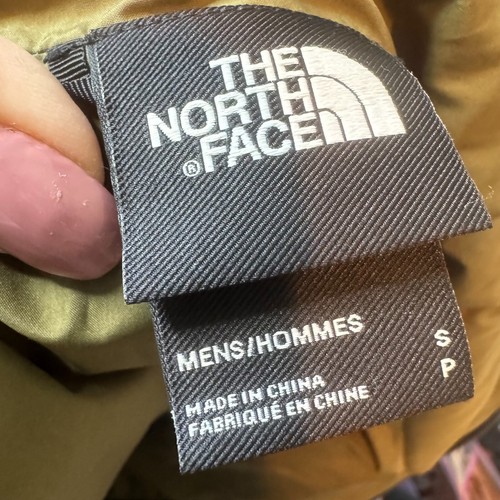 THE
NORTH
FACE
®
MENS/HOMMES S
P
MADE IN CHINA
FABRIQUÉ EN CHINE